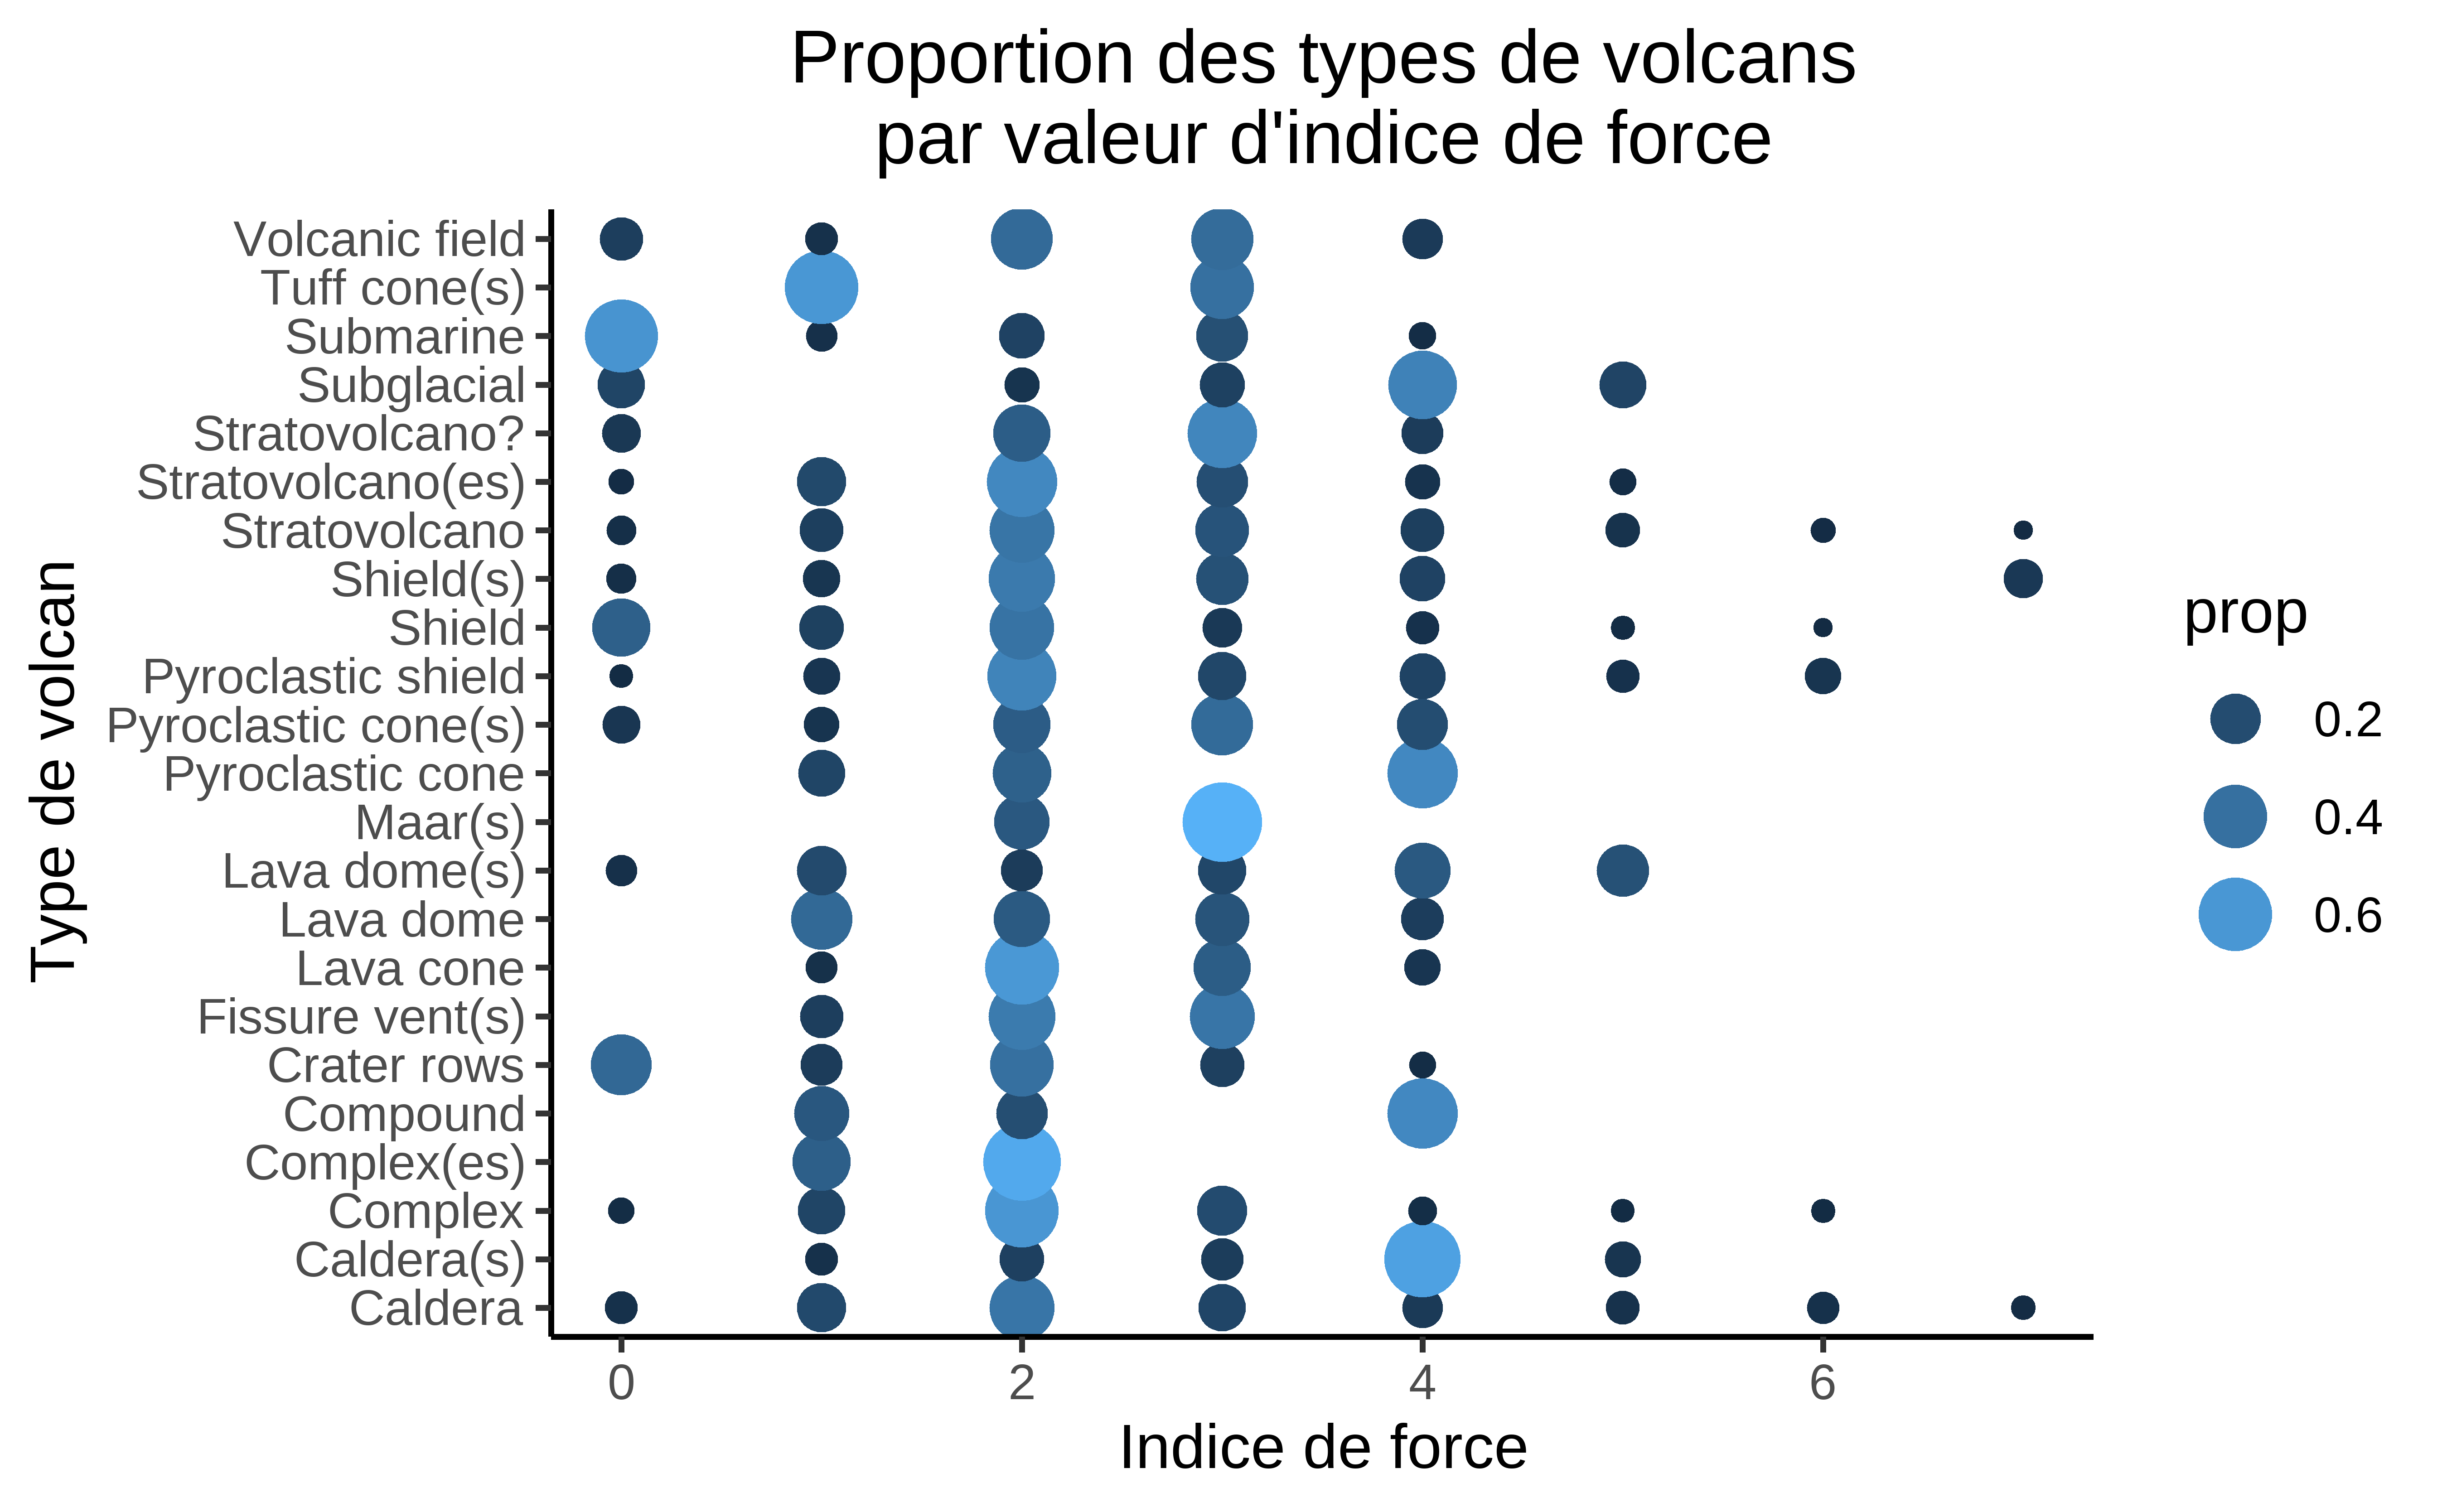 Proportion des types de volcans
par valeur d'indice de force
Type de volcan
Volcanic field
Tuff cone(s)
Submarine
Subglacial
Stratovolcano?
Stratovolcano(es)
Stratovolcano
Shield(s)
Shield
Pyroclastic shield
Pyroclastic cone(s)
Pyroclastic cone
Maar(s)
Lava dome(s)
Lava dome
Lava cone
Fissure vent(s)
Crater rows
Compound
Complex(es)
Complex
Caldera(s)
Caldera
0 2 4 6
Indice de force
prop
0.2
0.4
0.6